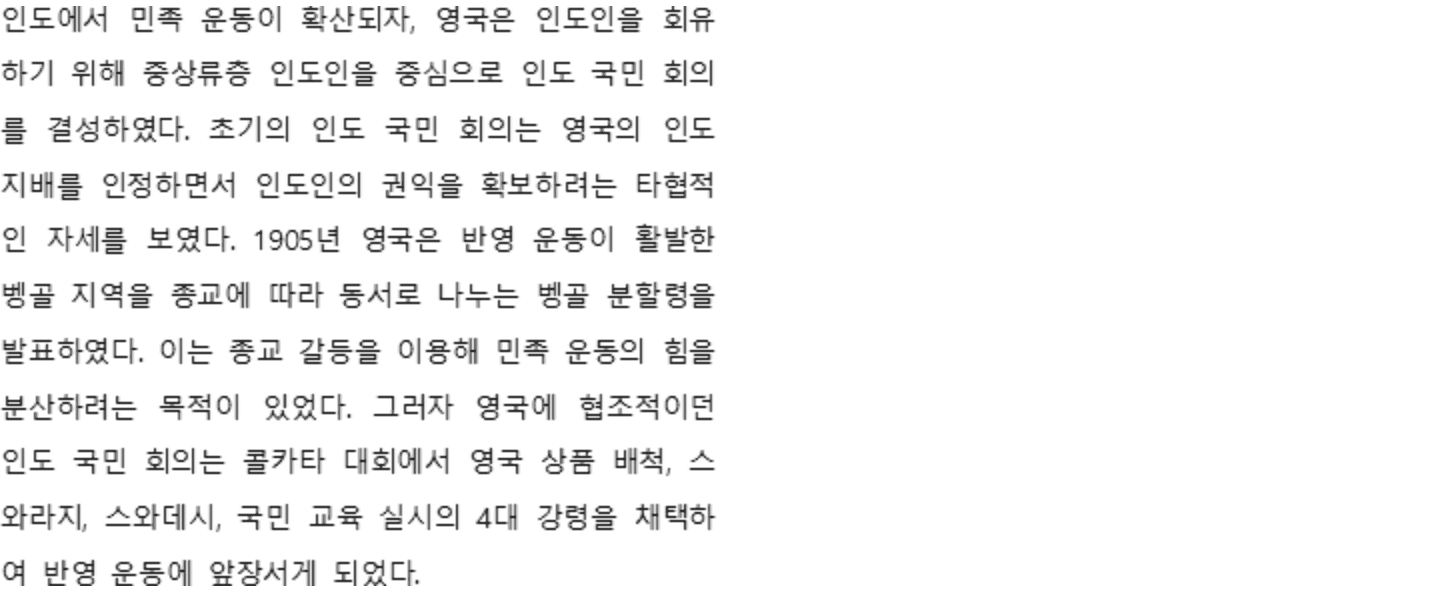 인도에서 민족 운동이 확산되자, 영국은 인도인을 회유
하기 위해 중상류층 인도인을 중심으로 인도 국민 회의
를 결성하였다. 초기의 인도 국민 회의는 영국의 인도
지배를 인정하면서 인도인의 권익을 확보하려는 타협적
인 자세를 보였다. 1905년 영국은 반영 운동이 활발한
벵골 지역을 종교에 따라 동서로 나누는 벵골 분할령을
발표하였다. 이는 종교 갈등을 이용해 민족 운동의 힘을
분산하려는 목적이 있었다. 그러자 영국에 협조적이던
인도 국민 회의는 콜카타 대회에서 영국 상품 배척, 스
와라지, 스와데시, 국민 교육 실시의 4대 강령을 채택하
여 반영 운동에 앞장서게 되었다.